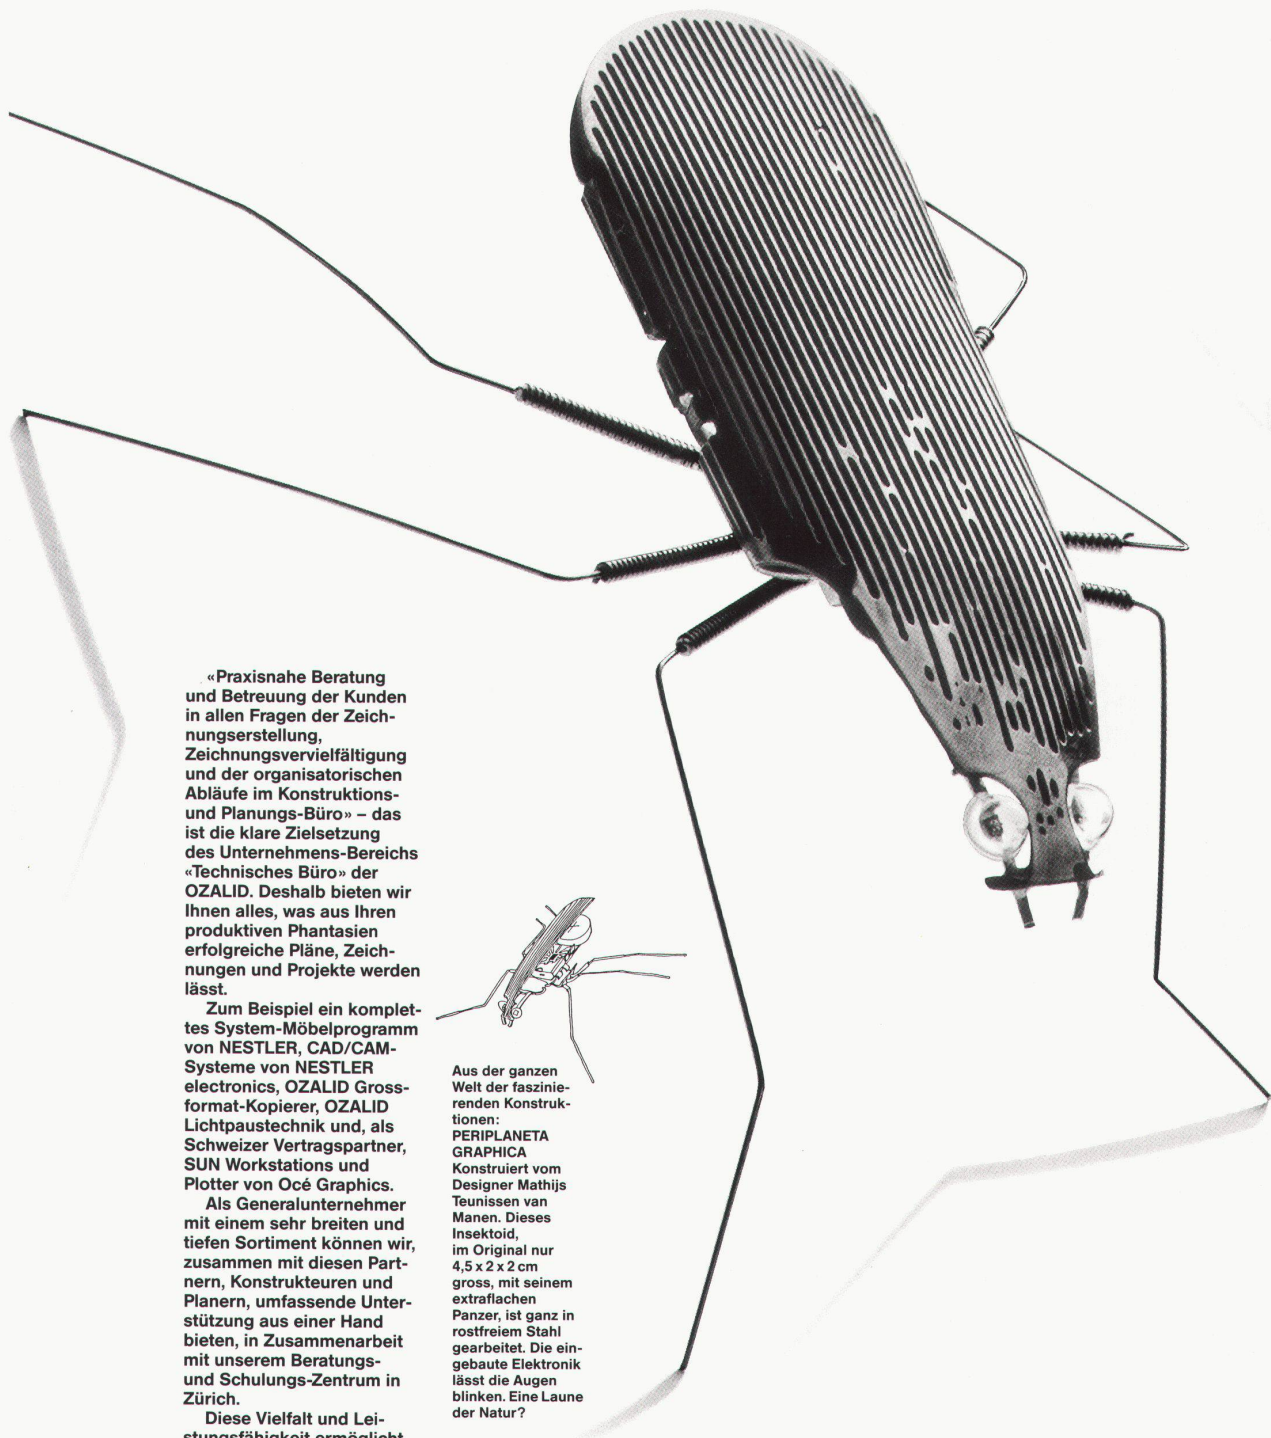 «Praxisnahe Beratung
und Betreuung der Kunden
in allen Fragen der Zeich-
nungserstellung,
Zeichnungsvervielfältigung
und der organisatorischen
Abläufe im Konstruktions-
und Planungs-Büro» – das
ist die klare Zielsetzung
des Unternehmens-Bereichs
«Technisches Büro» der
OZALID. Deshalb bieten wir
Ihnen alles, was aus Ihren
produktiven Phantasien
erfolgreiche Pläne, Zeich-
nungen und Projekte werden
lässt.
Zum Beispiel ein komplet-
tes System-Möbelprogramm
von NESTLER, CAD/CAM-
Systeme von NESTLER
electronics, OZALID Gross-
format-Kopierer, OZALID
Lichtpaustechnik und, als
Schweizer Vertragspartner,
SUN Workstations und
Plotter von Océ Graphics.
Als Generalunternehmer
mit einem sehr breiten und
tiefen Sortiment können wir,
zusammen mit diesen Part-
nern, Konstrukteuren und
Planern, umfassende Unter-
stützung aus einer Hand
bieten, in Zusammenarbeit
mit unserem Beratungs-
und Schulungs-Zentrum in
Zürich.
Diese Vielfalt und Lei-
stungsfähigkeit ermöglicht
Aus der ganzen
Welt der faszinie-
renden Konstruk-
tionen:
PERIPLANETA
GRAPHICA
Konstruiert vom
Designer Mathijs
Teunissen van
Manen. Dieses
Insektoid,
im Original nur
4,5 x 2 x 2 cm
gross, mit seinem
extraflachen
Panzer, ist ganz in
rostfreiem Stahl
gearbeitet. Die ein-
gebaute Elektronik
lässt die Augen
blinken. Eine Laune
der Natur?